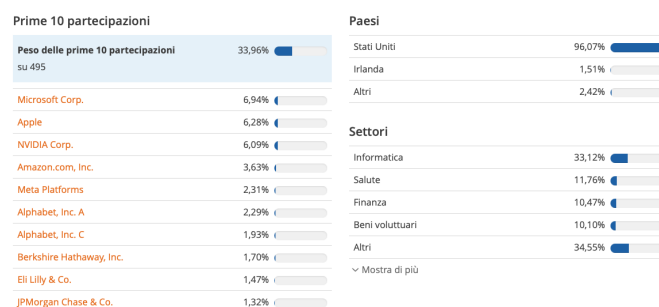 Prime 10 partecipazioni
Peso delle prime 10 partecipazioni 33,96%
su 495
Microsoft Corp. 6,94%
Apple 6,28%
NVIDIA Corp. 6,09%
Amazon.com, Inc. 3,63%
Meta Platforms 2,31%
Alphabet, Inc. A 2,29%
Alphabet, Inc. C 1,93%
Berkshire Hathaway, Inc. 1,70%
Eli Lilly & Co. 1,47%
JPMorgan Chase & Co. 1,32%
Paesi
Stati Uniti 96,07%
Irlanda 1,51%
Altri 2,42%
Settori
Informatica 33,12%
Salute 11,76%
Finanza 10,47%
Beni voluttuari 10,10%
Altri 34,55%
Mostra di più